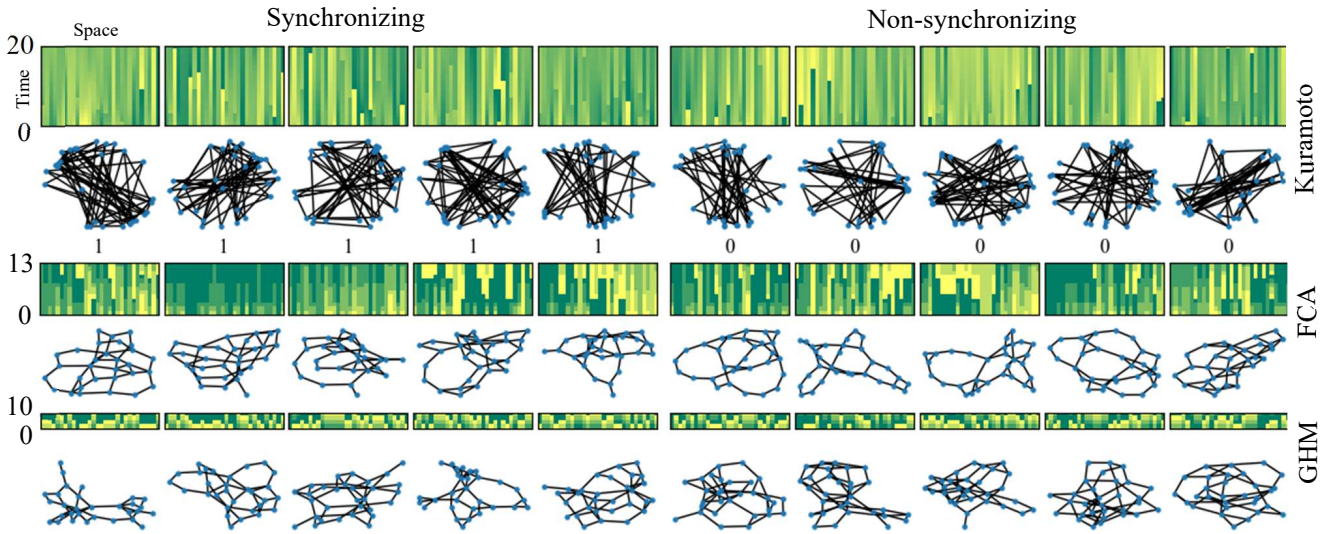 Synchronizing
Non-synchronizing
Space
20
Time
0
Kuramoto
1 1 1 1 1 0 0 0 0 0
13
0
FCA
10
0
GHM